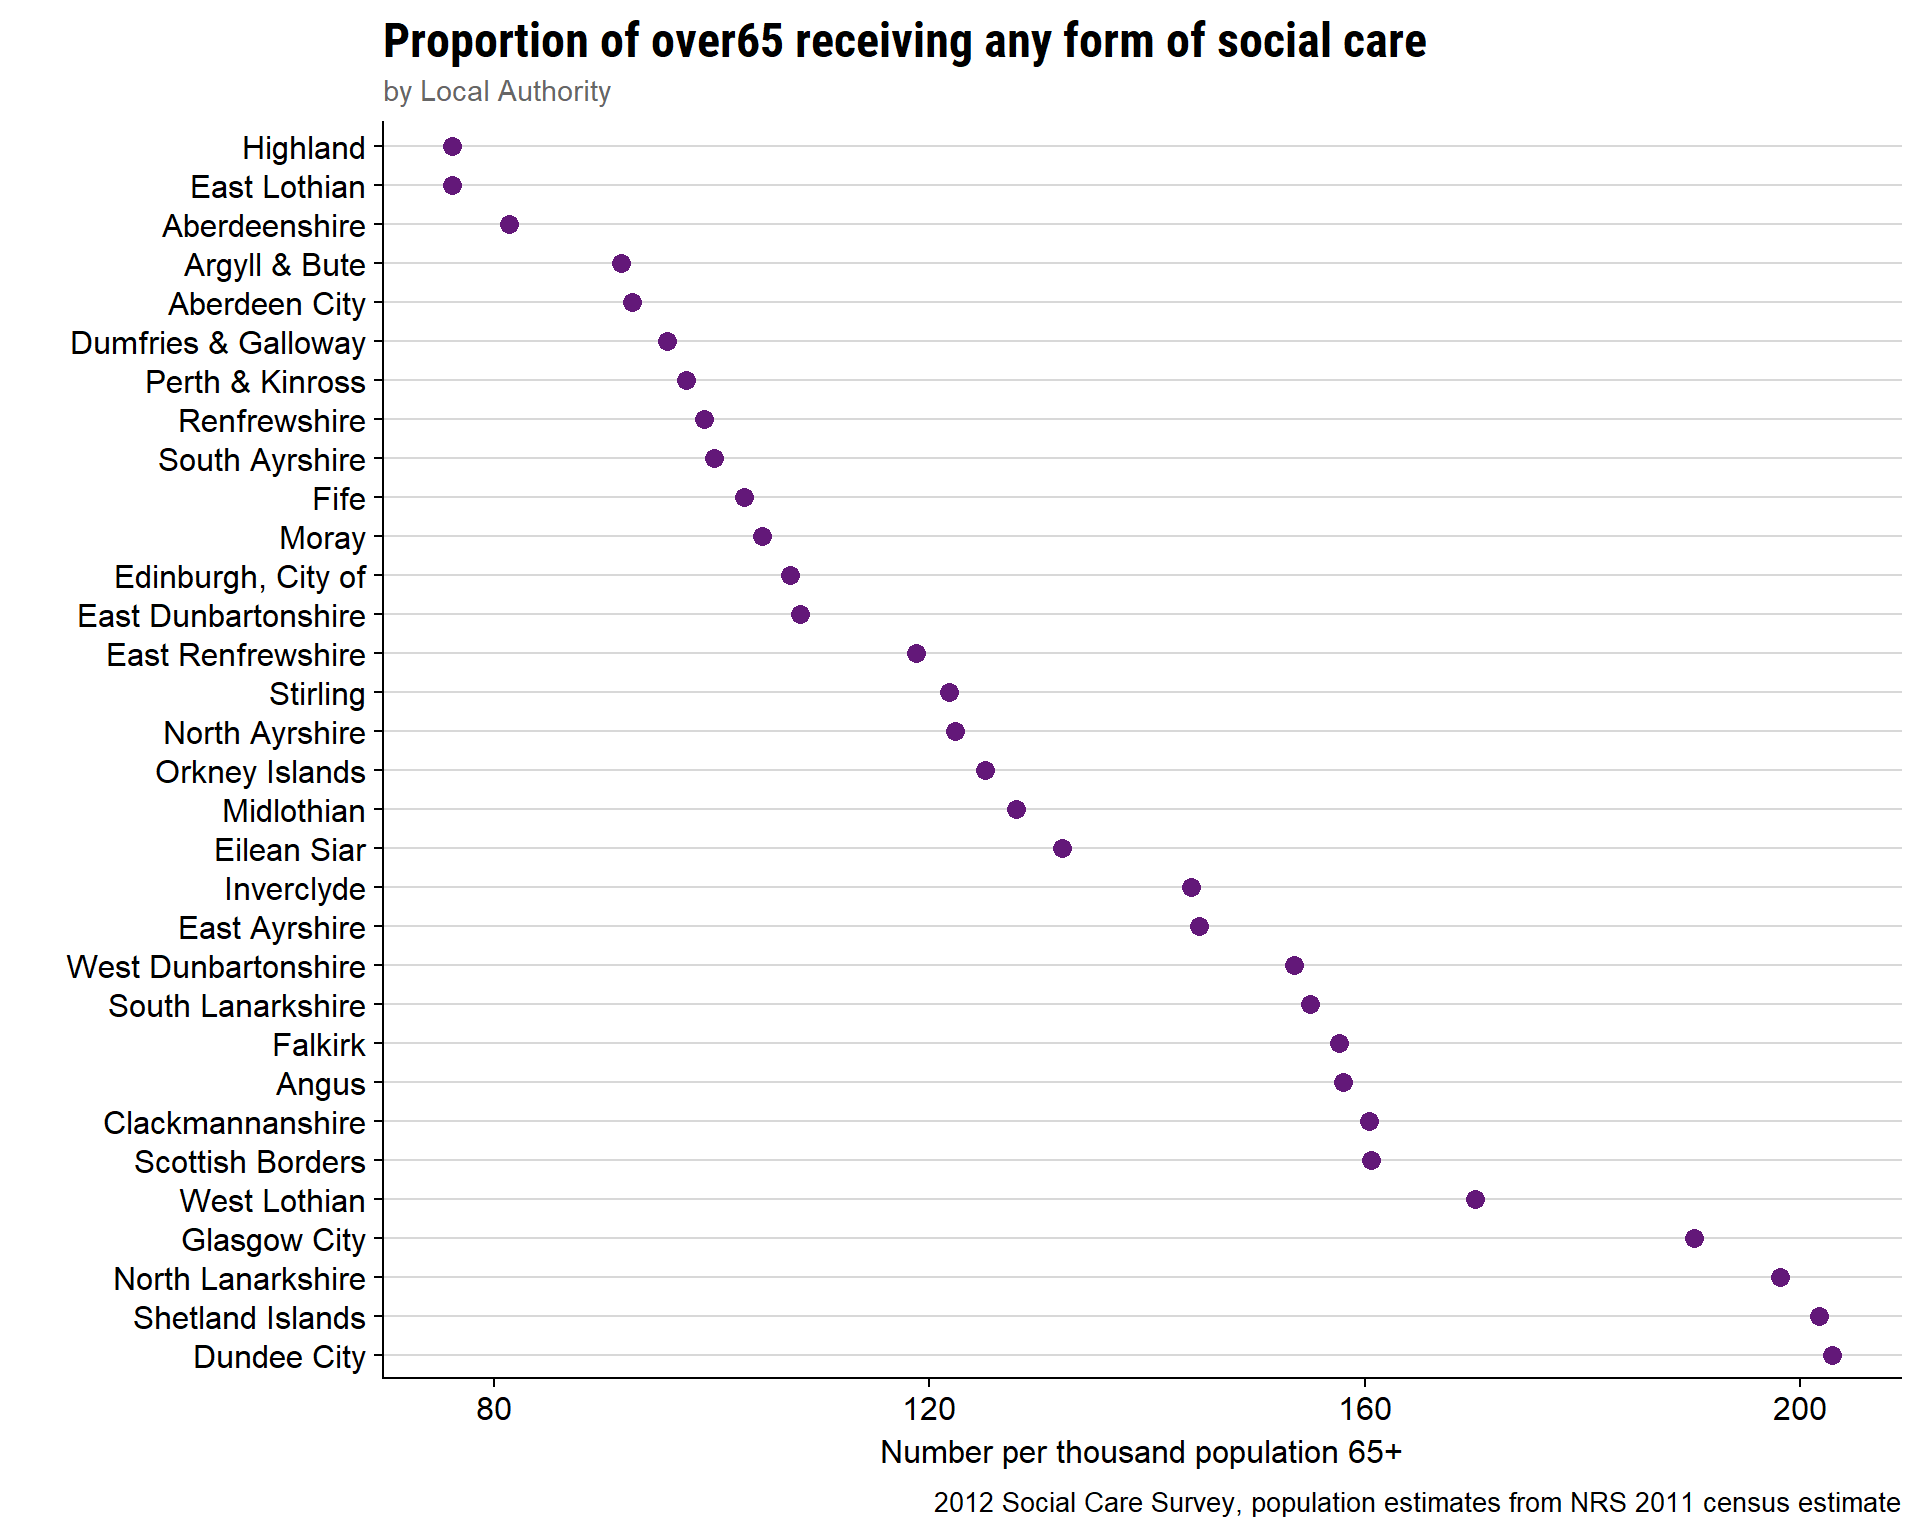 Proportion of over65 receiving any form of social care
by Local Authority
Highland
East Lothian
Aberdeenshire
Argyll & Bute
Aberdeen City
Dumfries & Galloway
Perth & Kinross
Renfrewshire
South Ayrshire
Fife
Moray
Edinburgh, City of
East Dunbartonshire
East Renfrewshire
Stirling
North Ayrshire
Orkney Islands
Midlothian
Eilean Siar
Inverclyde
East Ayrshire
West Dunbartonshire
South Lanarkshire
Falkirk
Angus
Clackmannanshire
Scottish Borders
West Lothian
Glasgow City
North Lanarkshire
Shetland Islands
Dundee City
80 120 160 200
Number per thousand population 65+
2012 Social Care Survey, population estimates from NRS 2011 census estimate